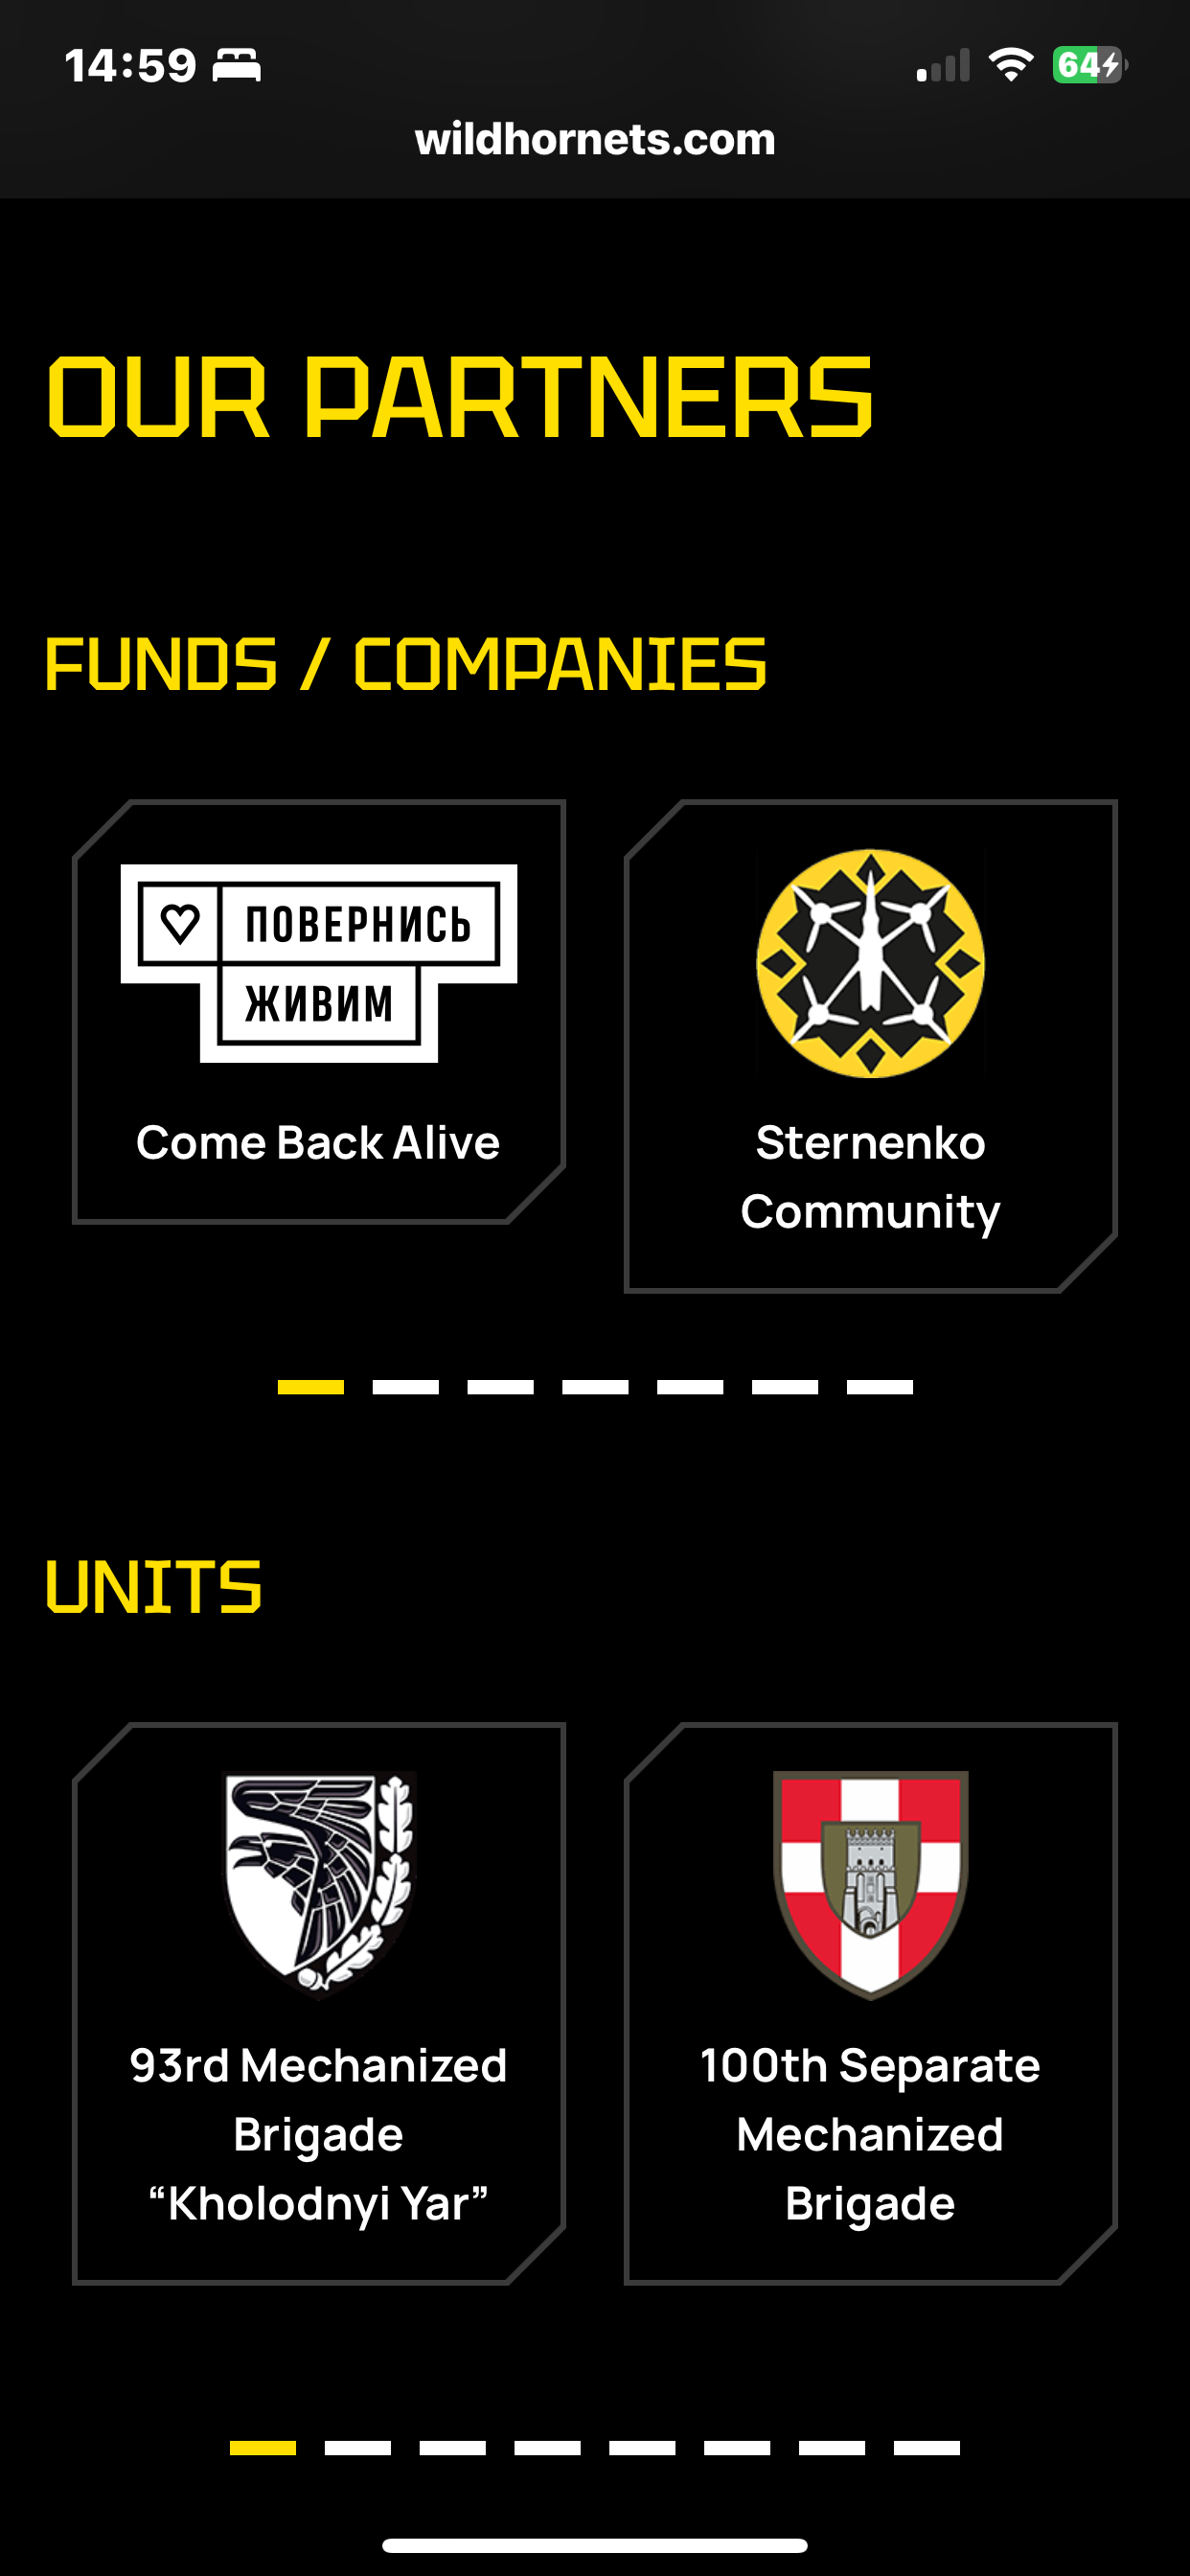 14:59
64
wildhornets.com
OUR PARTNERS
FUNDS / COMPANIES
ПОВЕРНИСЬ
ЖИВИМ
Come Back Alive
Sternenko
Community
UNITS
93rd Mechanized
Brigade
“Kholodnyi Yar”
100th Separate
Mechanized
Brigade